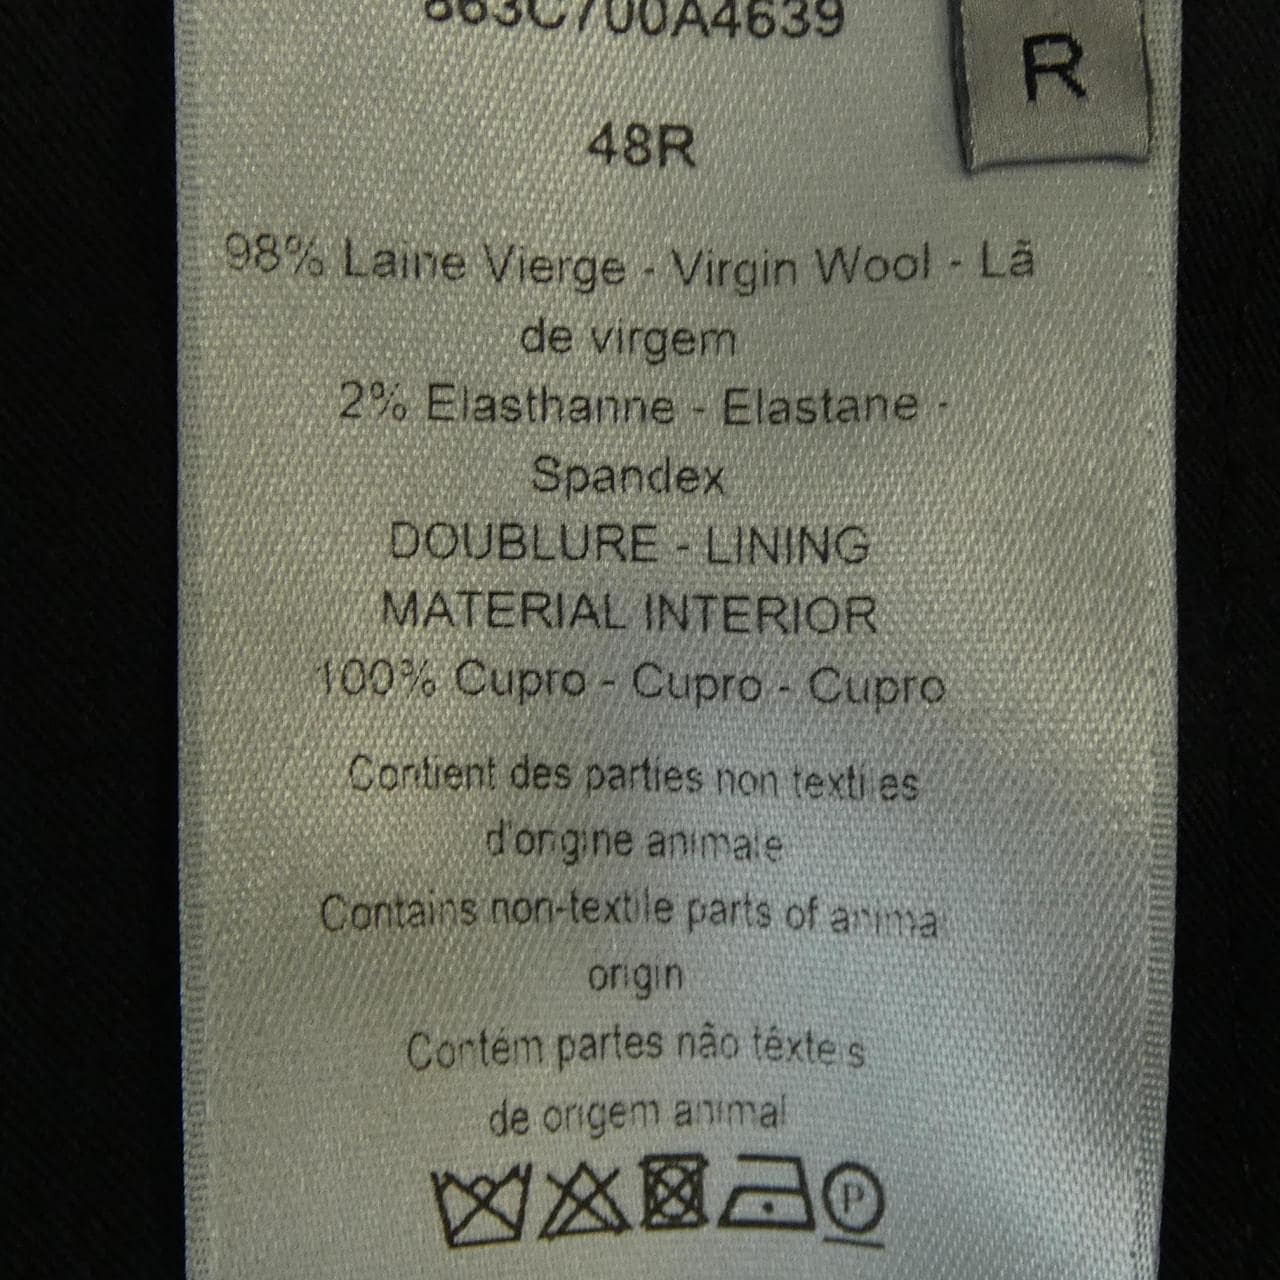 863C700A4639
R
48R
98% Laine Vierge - Virgin Wool - Lã
de virgem
2% Elasthanne - Elastane -
Spandex
DOUBLURE - LINING
MATERIAL INTERIOR
100% Cupro - Cupro - Cupro
Contient des parties non textiles
d'origine animale
Contains non-textile parts of animal
origin
Contém partes não téxteis
de origem animal
P